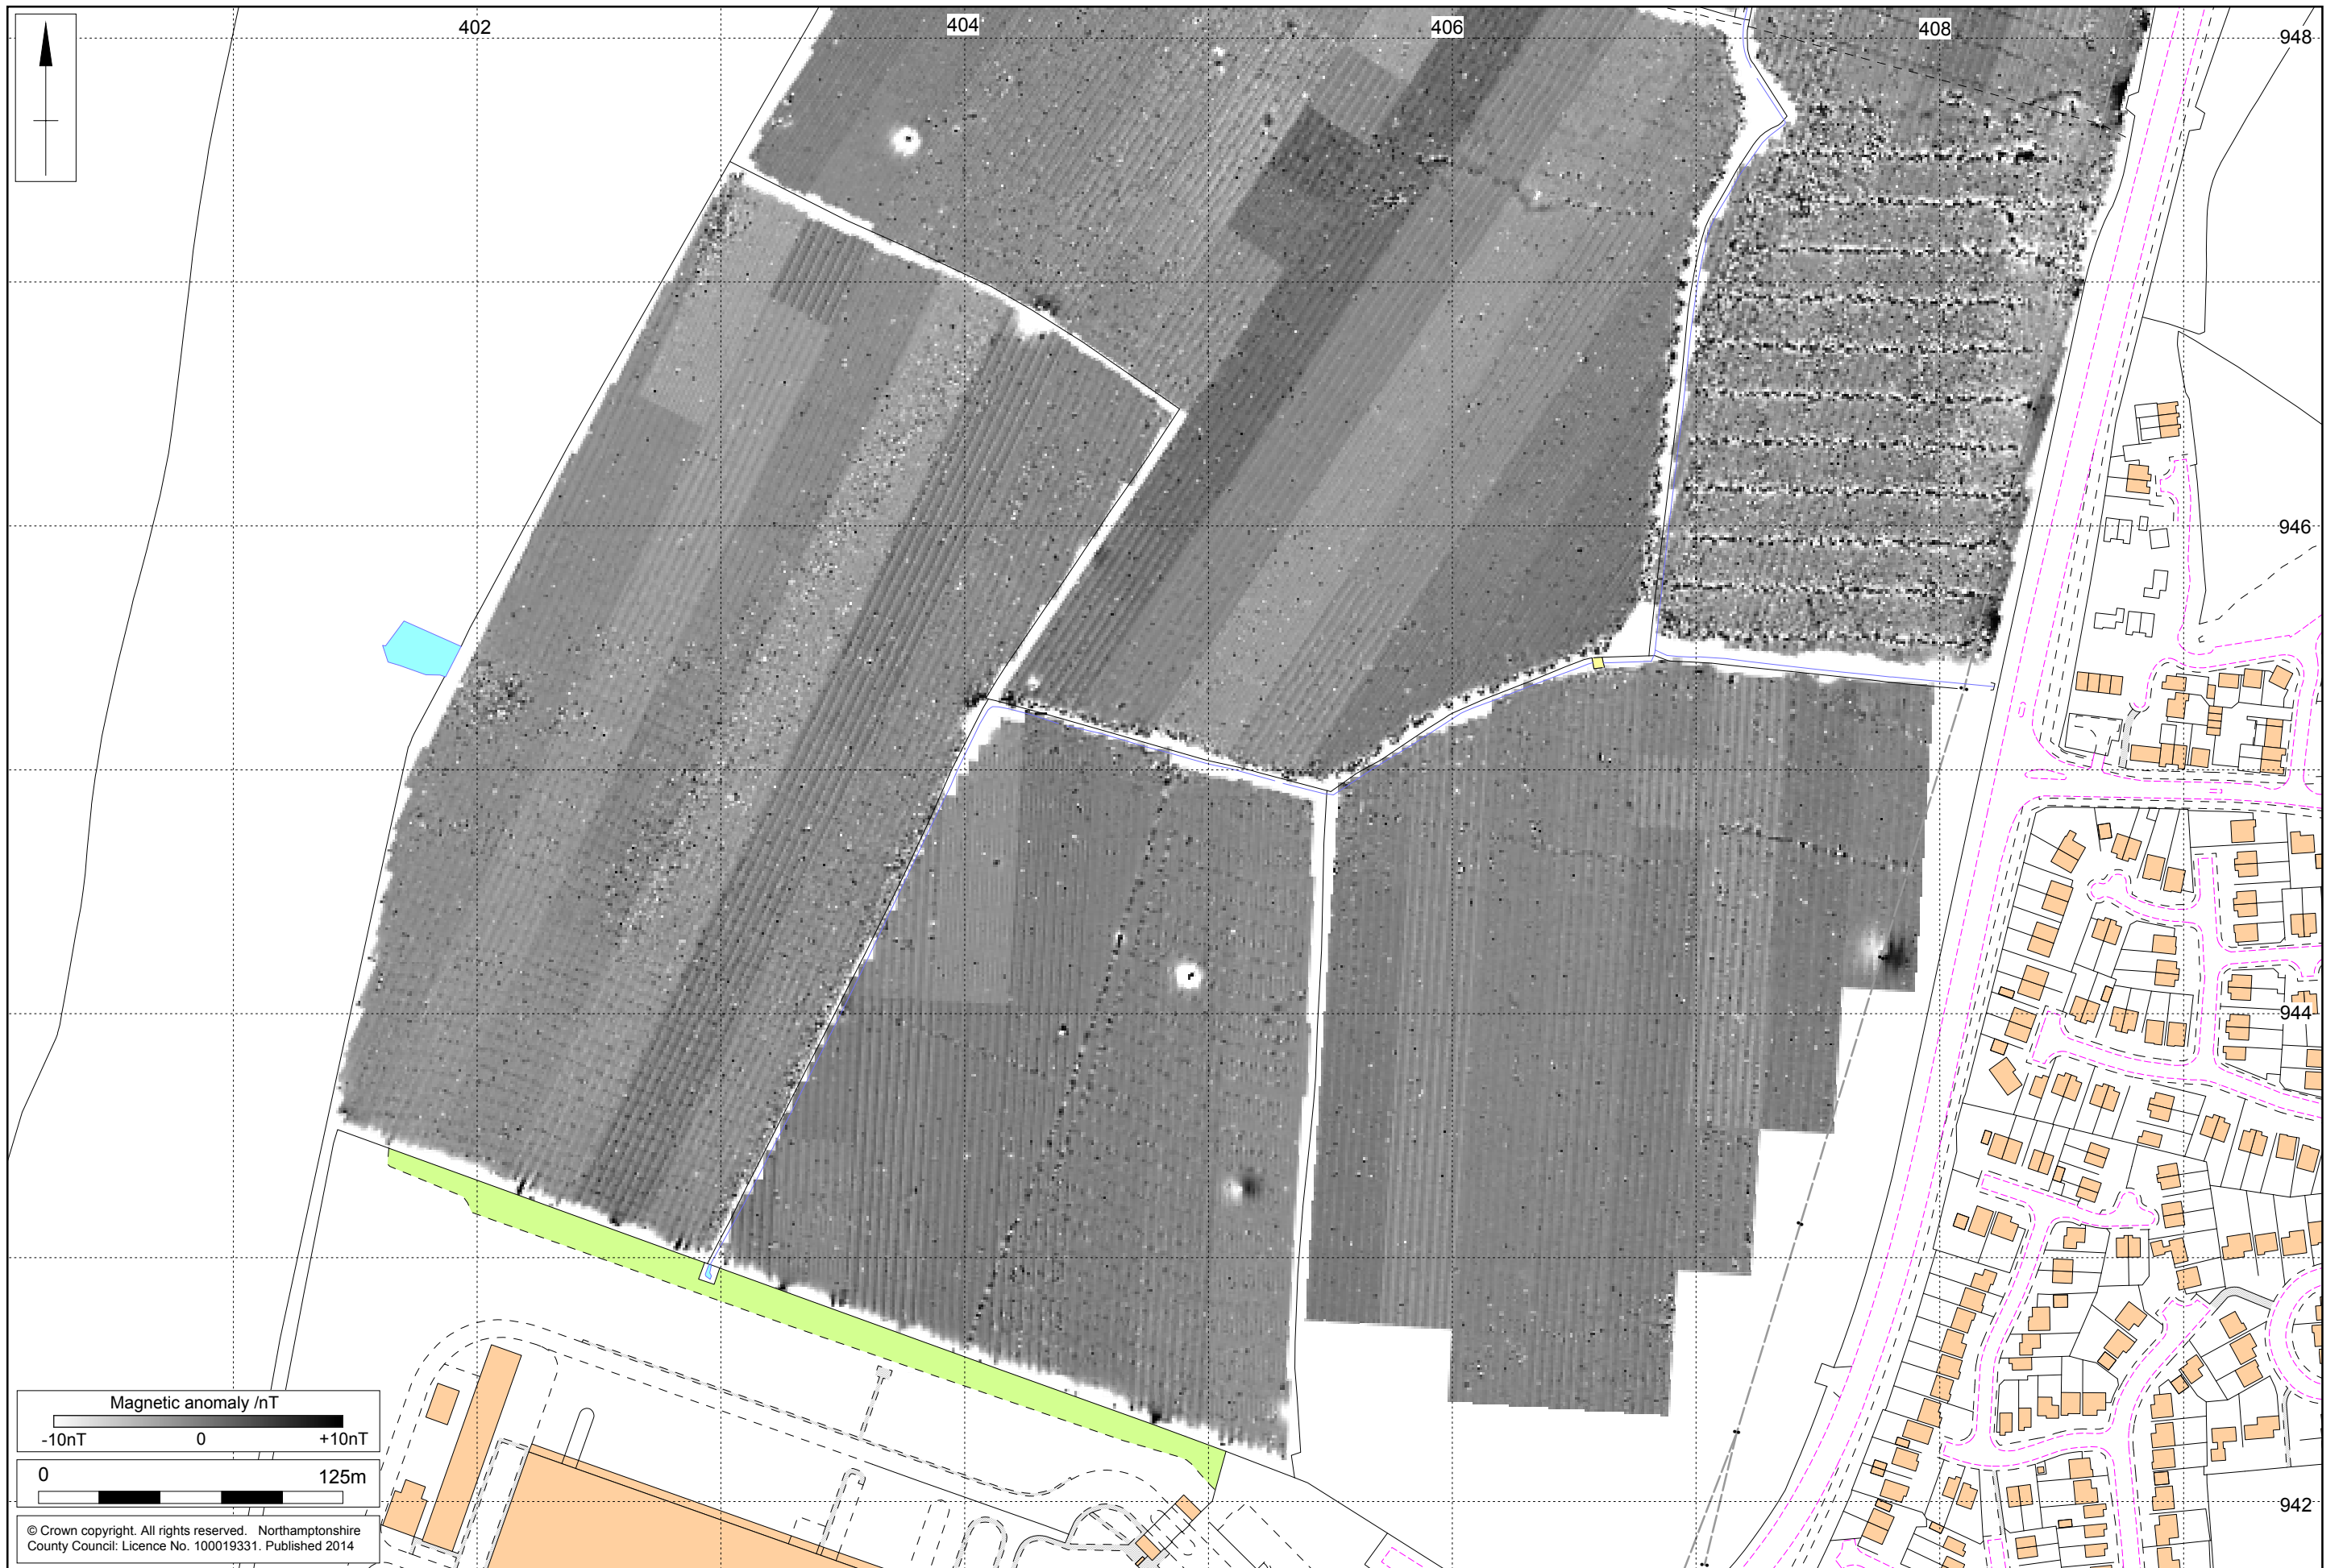 402
404
406
408
948
946
944
942
Magnetic anomaly /nT
-10nT 0 +10nT
0 125m
© Crown copyright. All rights reserved. Northamptonshire
County Council: Licence No. 100019331. Published 2014